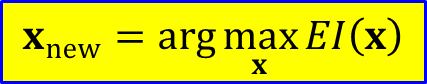 𝐱_new = arg max_𝐱 𝐸𝐼(𝐱)